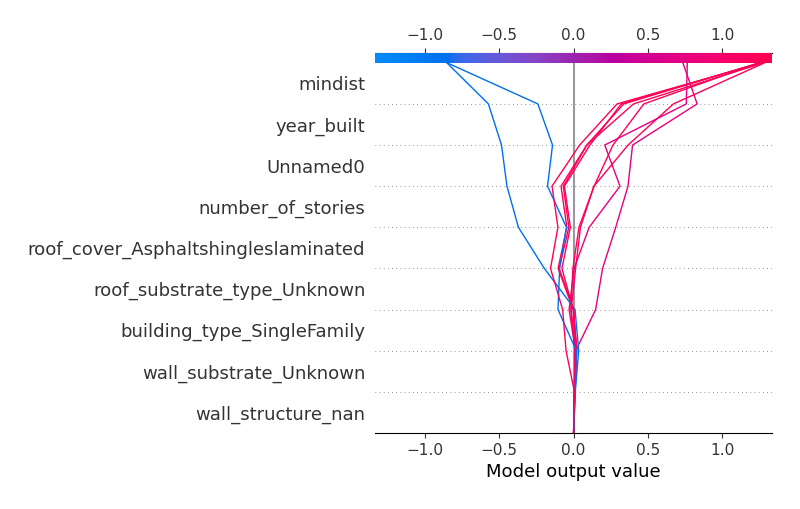 −1.0 −0.5 0.0 0.5 1.0
mindist
year_built
Unnamed0
number_of_stories
roof_cover_Asphaltshingleslaminated
roof_substrate_type_Unknown
building_type_SingleFamily
wall_substrate_Unknown
wall_structure_nan
−1.0 −0.5 0.0 0.5 1.0
Model output value